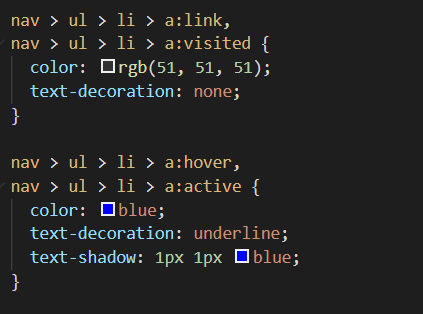 nav > ul > li > a:link,
nav > ul > li > a:visited {
  color: rgb(51, 51, 51);
  text-decoration: none;
}

nav > ul > li > a:hover,
nav > ul > li > a:active {
  color: blue;
  text-decoration: underline;
  text-shadow: 1px 1px blue;
}